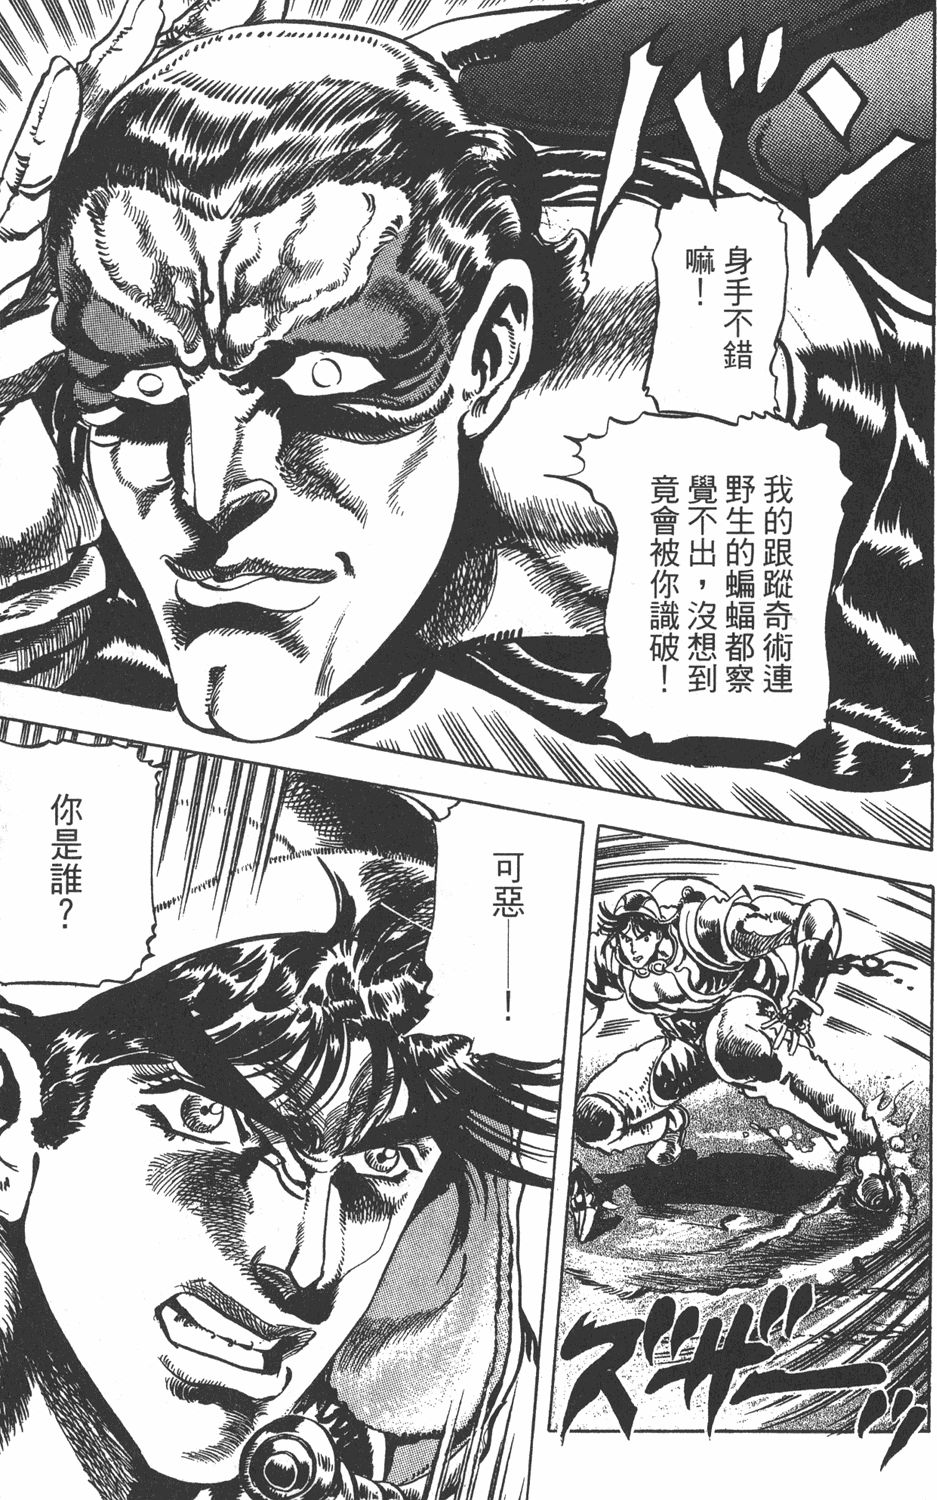 バーン
身手不錯
嘛！
我的跟蹤奇術連
野生的蝙蝠都察
覺不出，沒想到
竟會被你識破！
ズザーッ
可惡——！
你是誰？